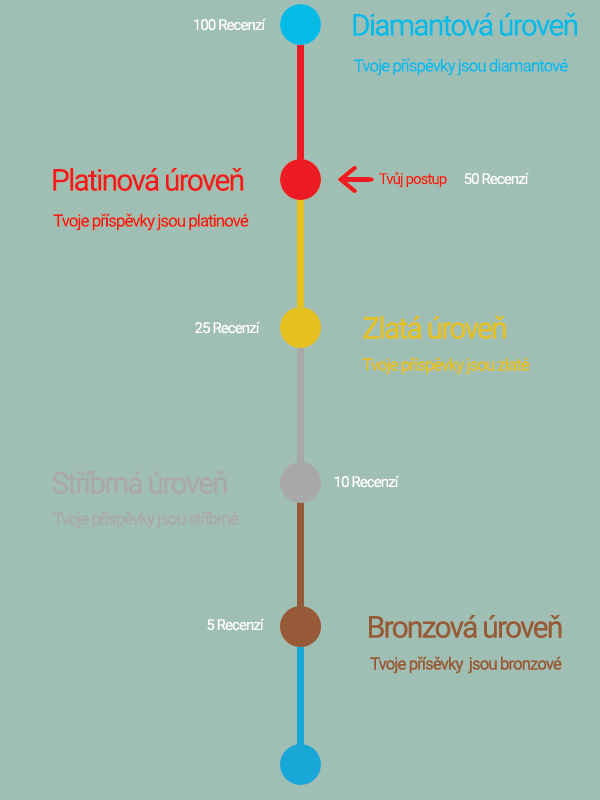 100 Recenzí
Diamantová úroveň
Tvoje příspěvky jsou diamantové
Platinová úroveň
Tvůj postup
50 Recenzí
Tvoje příspěvky jsou platinové
25 Recenzí
Zlatá úroveň
Tvoje příspěvky jsou zlaté
Stříbrná úroveň
10 Recenzí
Tvoje příspěvky jsou stříbrné
5 Recenzí
Bronzová úroveň
Tvoje přísěvky jsou bronzové